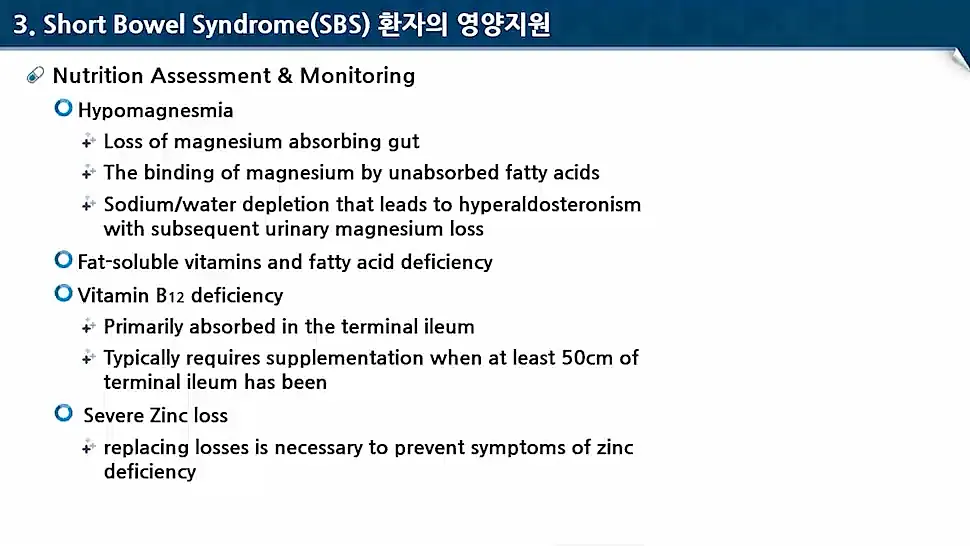 3. Short Bowel Syndrome(SBS) 환자의 영양지원
Nutrition Assessment & Monitoring
Hypomagnesmia
Loss of magnesium absorbing gut
The binding of magnesium by unabsorbed fatty acids
Sodium/water depletion that leads to hyperaldosteronism
with subsequent urinary magnesium loss
Fat-soluble vitamins and fatty acid deficiency
Vitamin B12 deficiency
Primarily absorbed in the terminal ileum
Typically requires supplementation when at least 50cm of
terminal ileum has been
Severe Zinc loss
replacing losses is necessary to prevent symptoms of zinc
deficiency